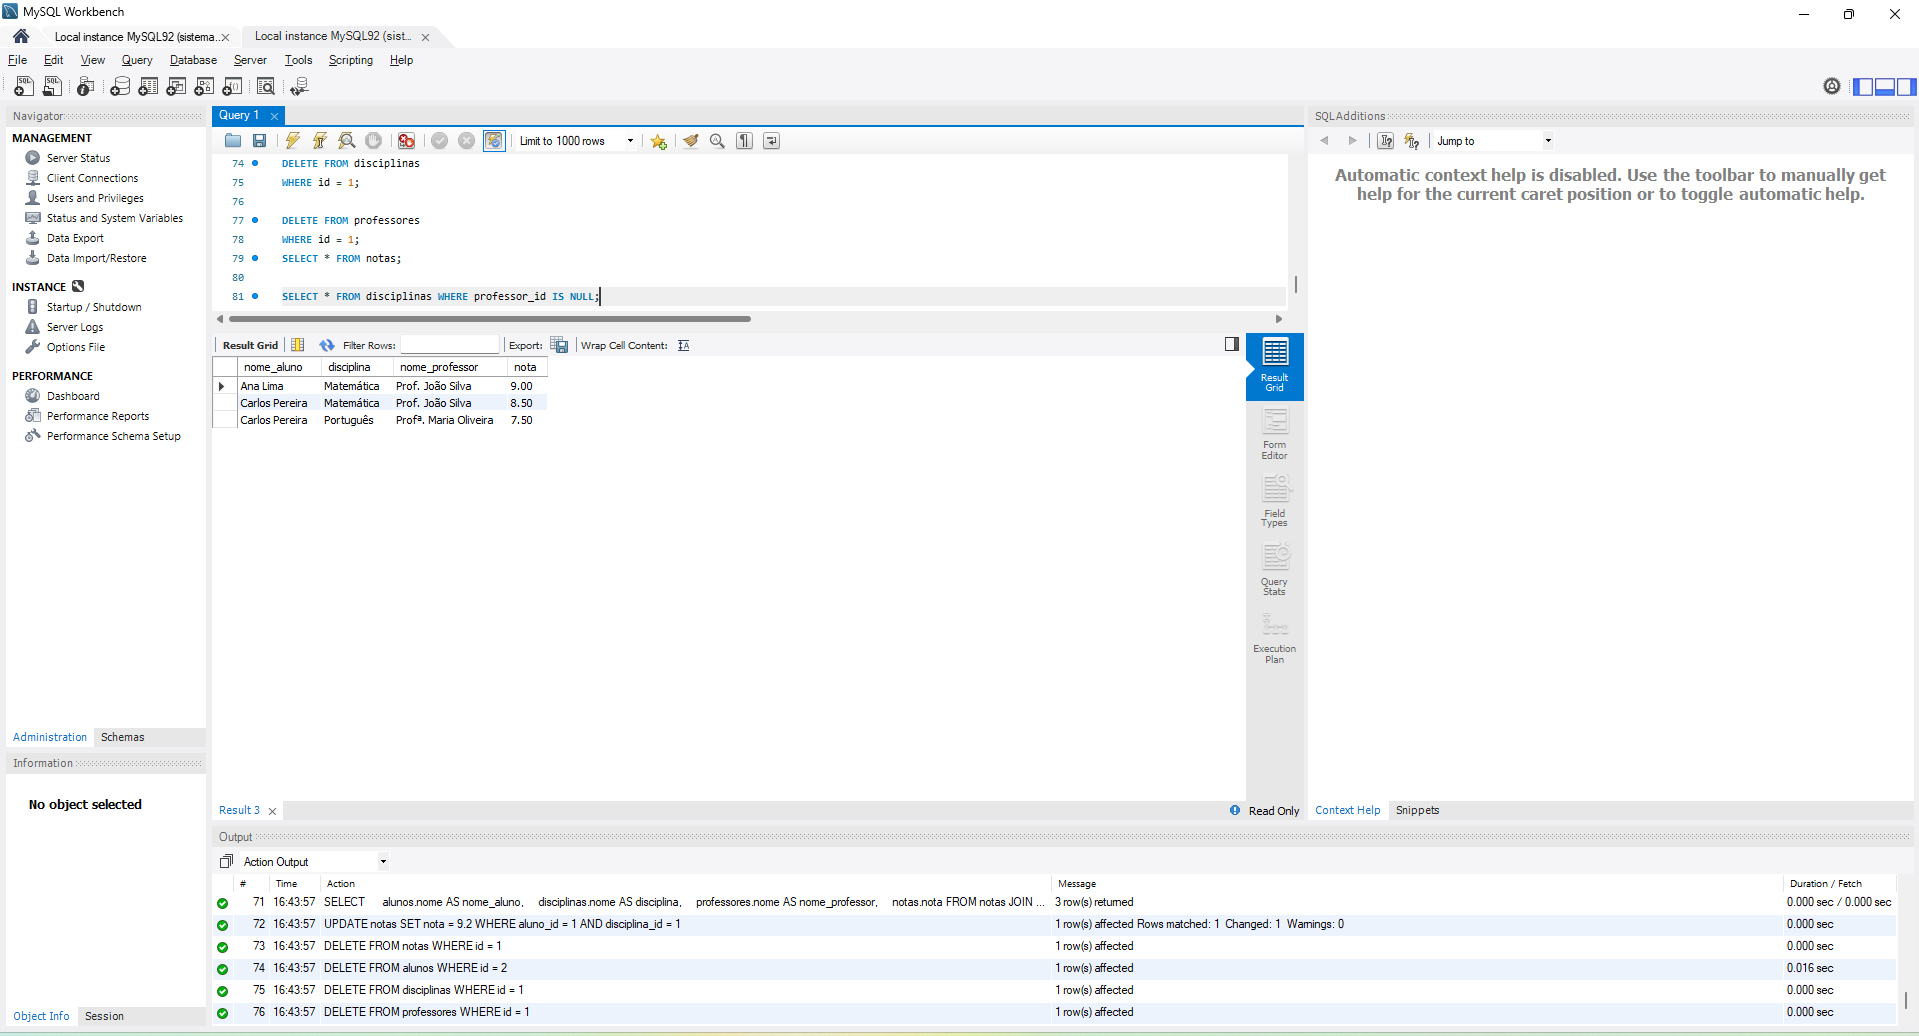 MySQL Workbench
Local instance MySQL92 (sistema... Local instance MySQL92 (sist...
File Edit View Query Database Server Tools Scripting Help
Navigator
MANAGEMENT
Server Status
Client Connections
Users and Privileges
Status and System Variables
Data Export
Data Import/Restore
INSTANCE
Startup / Shutdown
Server Logs
Options File
PERFORMANCE
Dashboard
Performance Reports
Performance Schema Setup
Administration Schemas
Information
No object selected
Object Info Session
Query 1
Limit to 1000 rows
74 DELETE FROM disciplinas
75 WHERE id = 1;
76
77 DELETE FROM professores
78 WHERE id = 1;
79 SELECT * FROM notas;
80
81 SELECT * FROM disciplinas WHERE professor_id IS NULL;
Result Grid Filter Rows: Export: Wrap Cell Content:
nome_aluno disciplina nome_professor nota
Ana Lima Matemática Prof. João Silva 9.00
Carlos Pereira Matemática Prof. João Silva 8.50
Carlos Pereira Português Profª. Maria Oliveira 7.50
Result Grid
Form Editor
Field Types
Query Stats
Execution Plan
Result 3 Read Only
SQLAdditions
Jump to
Automatic context help is disabled. Use the toolbar to manually get
help for the current caret position or to toggle automatic help.
Context Help Snippets
Output
Action Output
# Time Action Message Duration / Fetch
71 16:43:57 SELECT alunos.nome AS nome_aluno, disciplinas.nome AS disciplina, professores.nome AS nome_professor, notas.nota FROM notas JOIN ... 3 row(s) returned 0.000 sec / 0.000 sec
72 16:43:57 UPDATE notas SET nota = 9.2 WHERE aluno_id = 1 AND disciplina_id = 1 1 row(s) affected Rows matched: 1 Changed: 1 Warnings: 0 0.000 sec
73 16:43:57 DELETE FROM notas WHERE id = 1 1 row(s) affected 0.000 sec
74 16:43:57 DELETE FROM alunos WHERE id = 2 1 row(s) affected 0.016 sec
75 16:43:57 DELETE FROM disciplinas WHERE id = 1 1 row(s) affected 0.000 sec
76 16:43:57 DELETE FROM professores WHERE id = 1 1 row(s) affected 0.000 sec